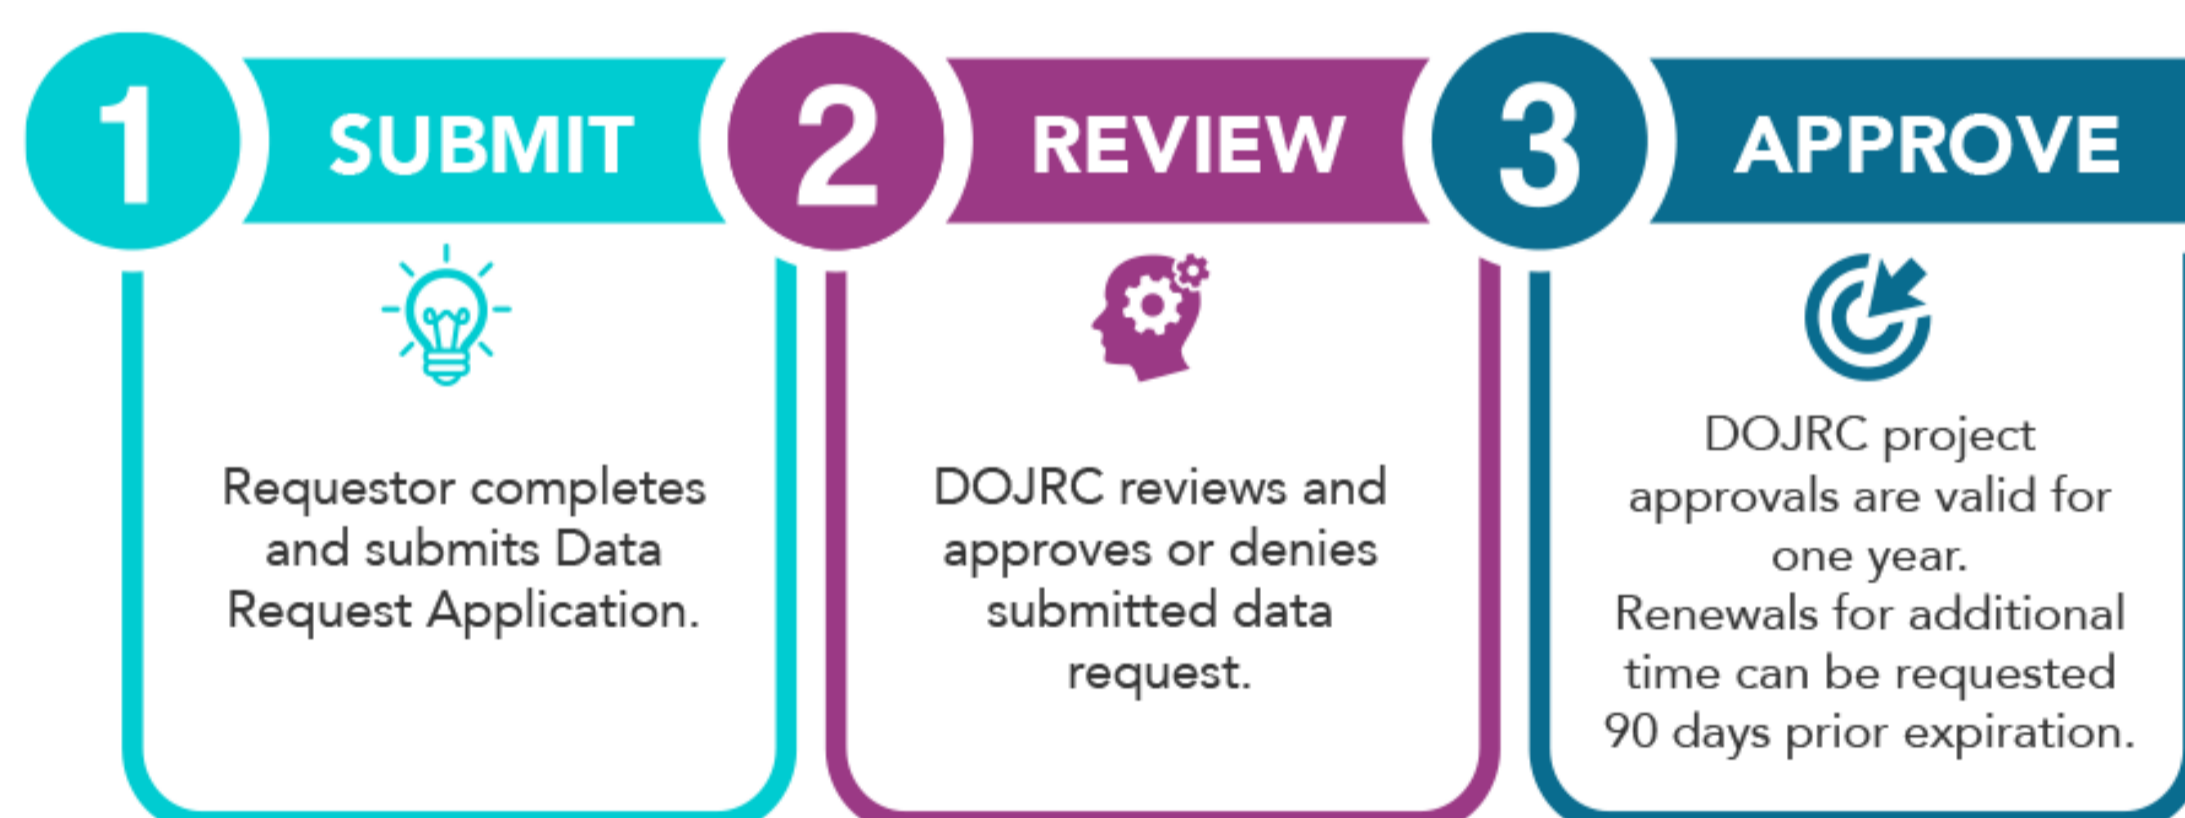 1
SUBMIT
Requestor completes
and submits Data
Request Application.
2
REVIEW
DOJRC reviews and
approves or denies
submitted data
request.
3
APPROVE
DOJRC project
approvals are valid for
one year.
Renewals for additional
time can be requested
90 days prior expiration.